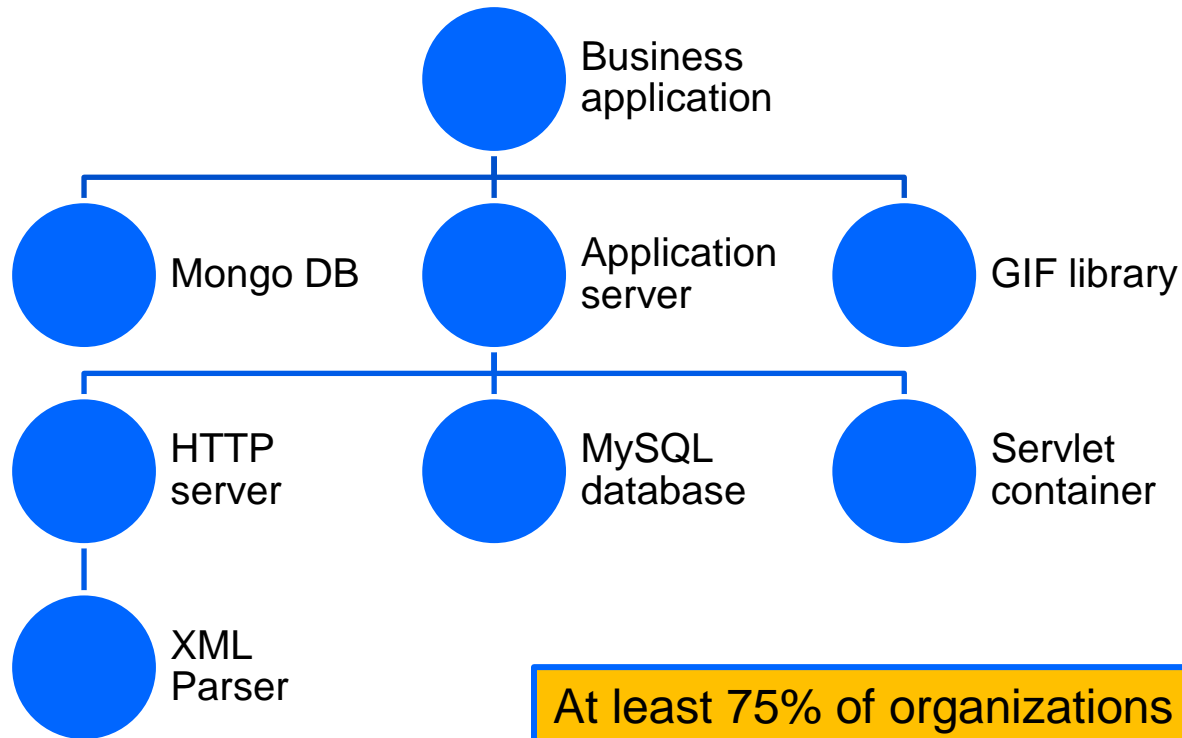 Business
application
Mongo DB
Application
server
GIF library
HTTP
server
MySQL
database
Servlet
container
XML
Parser
At least 75% of organizations